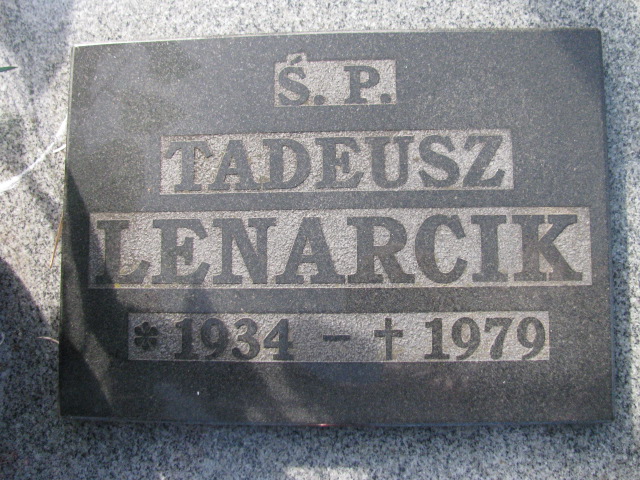 Ś. P.
TADEUSZ
LENARCIK
* 1934 – † 1979